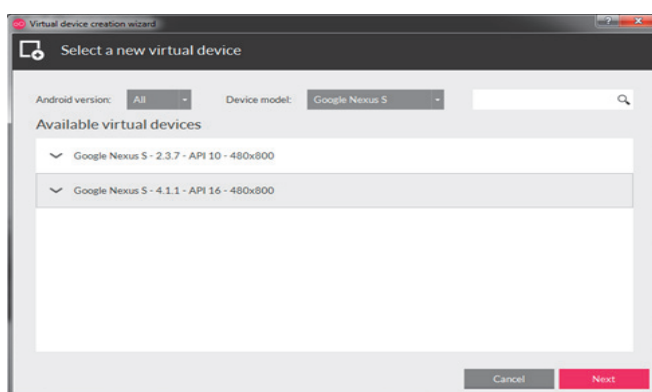 Virtual device creation wizard
Select a new virtual device
Android version: All Device model: Google Nexus S
Available virtual devices
Google Nexus S - 2.3.7 - API 10 - 480x800
Google Nexus S - 4.1.1 - API 16 - 480x800
Cancel Next